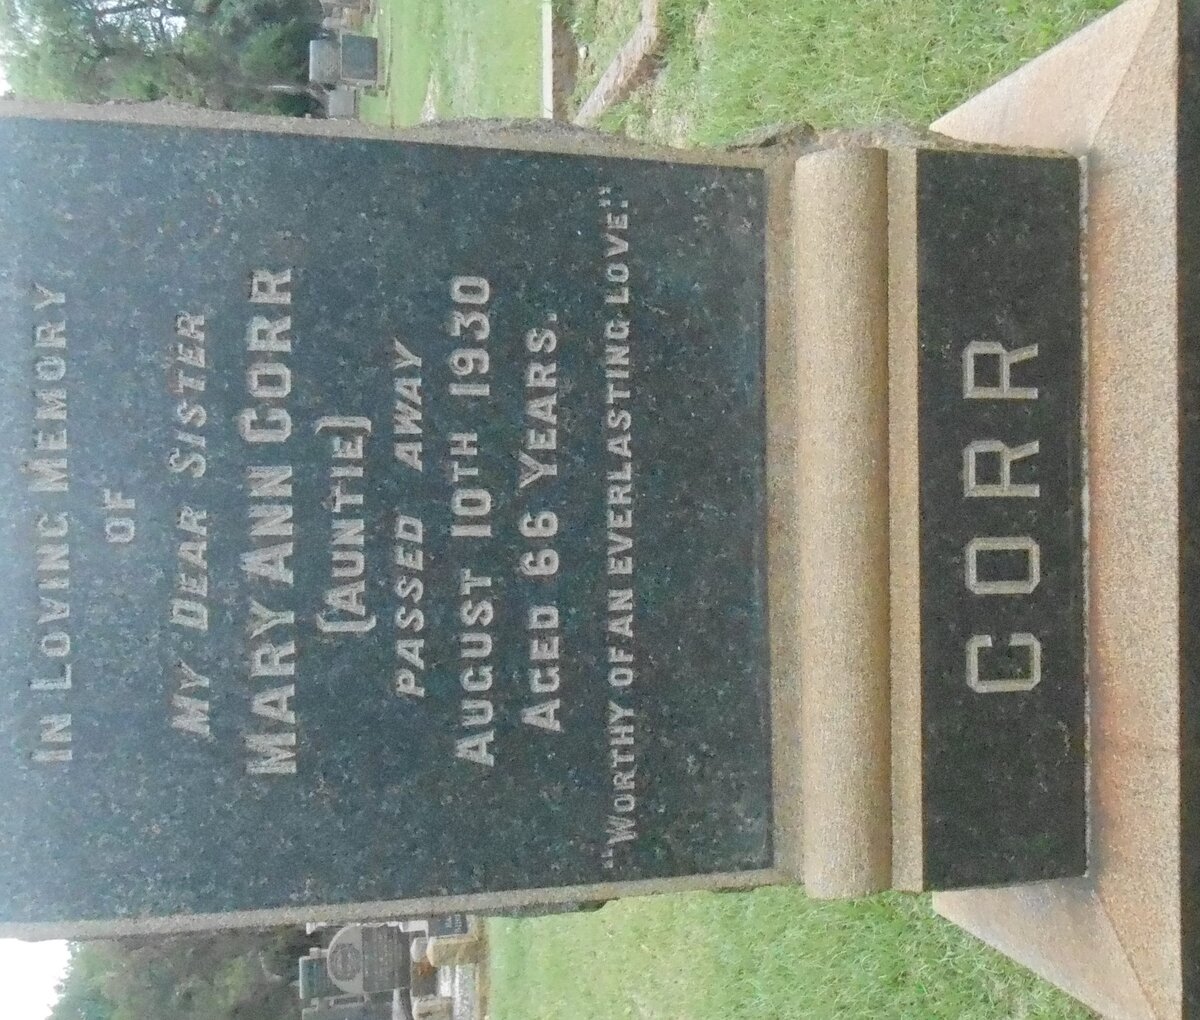 IN LOVING MEMORY
OF
MY DEAR SISTER
MARY ANN CORR
(AUNTIE)
PASSED AWAY
AUGUST 10TH 1930
AGED 66 YEARS.
"WORTHY OF AN EVERLASTING LOVE."
CORR